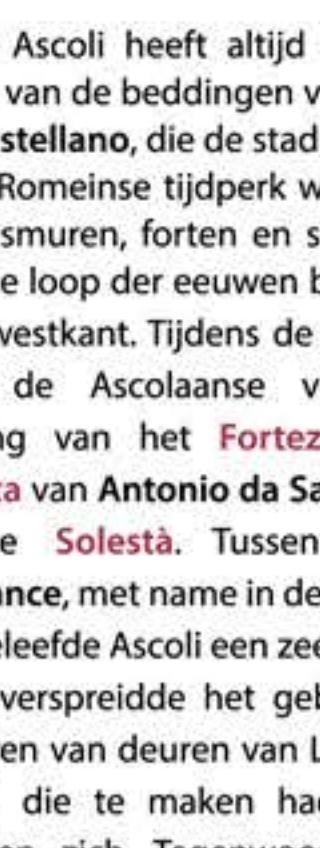 Ascoli heeft altijd
van de beddingen v
stellano, die de stad
Romeinse tijdperk w
smuren, forten en s
e loop der eeuwen b
westkant. Tijdens de
de Ascolaanse v
ng van het Fortez
ta van Antonio da Sa
e Solestà. Tussen
ance, met name in de
eleefde Ascoli een zee
verspreidde het geb
en van deuren van L
die te maken had